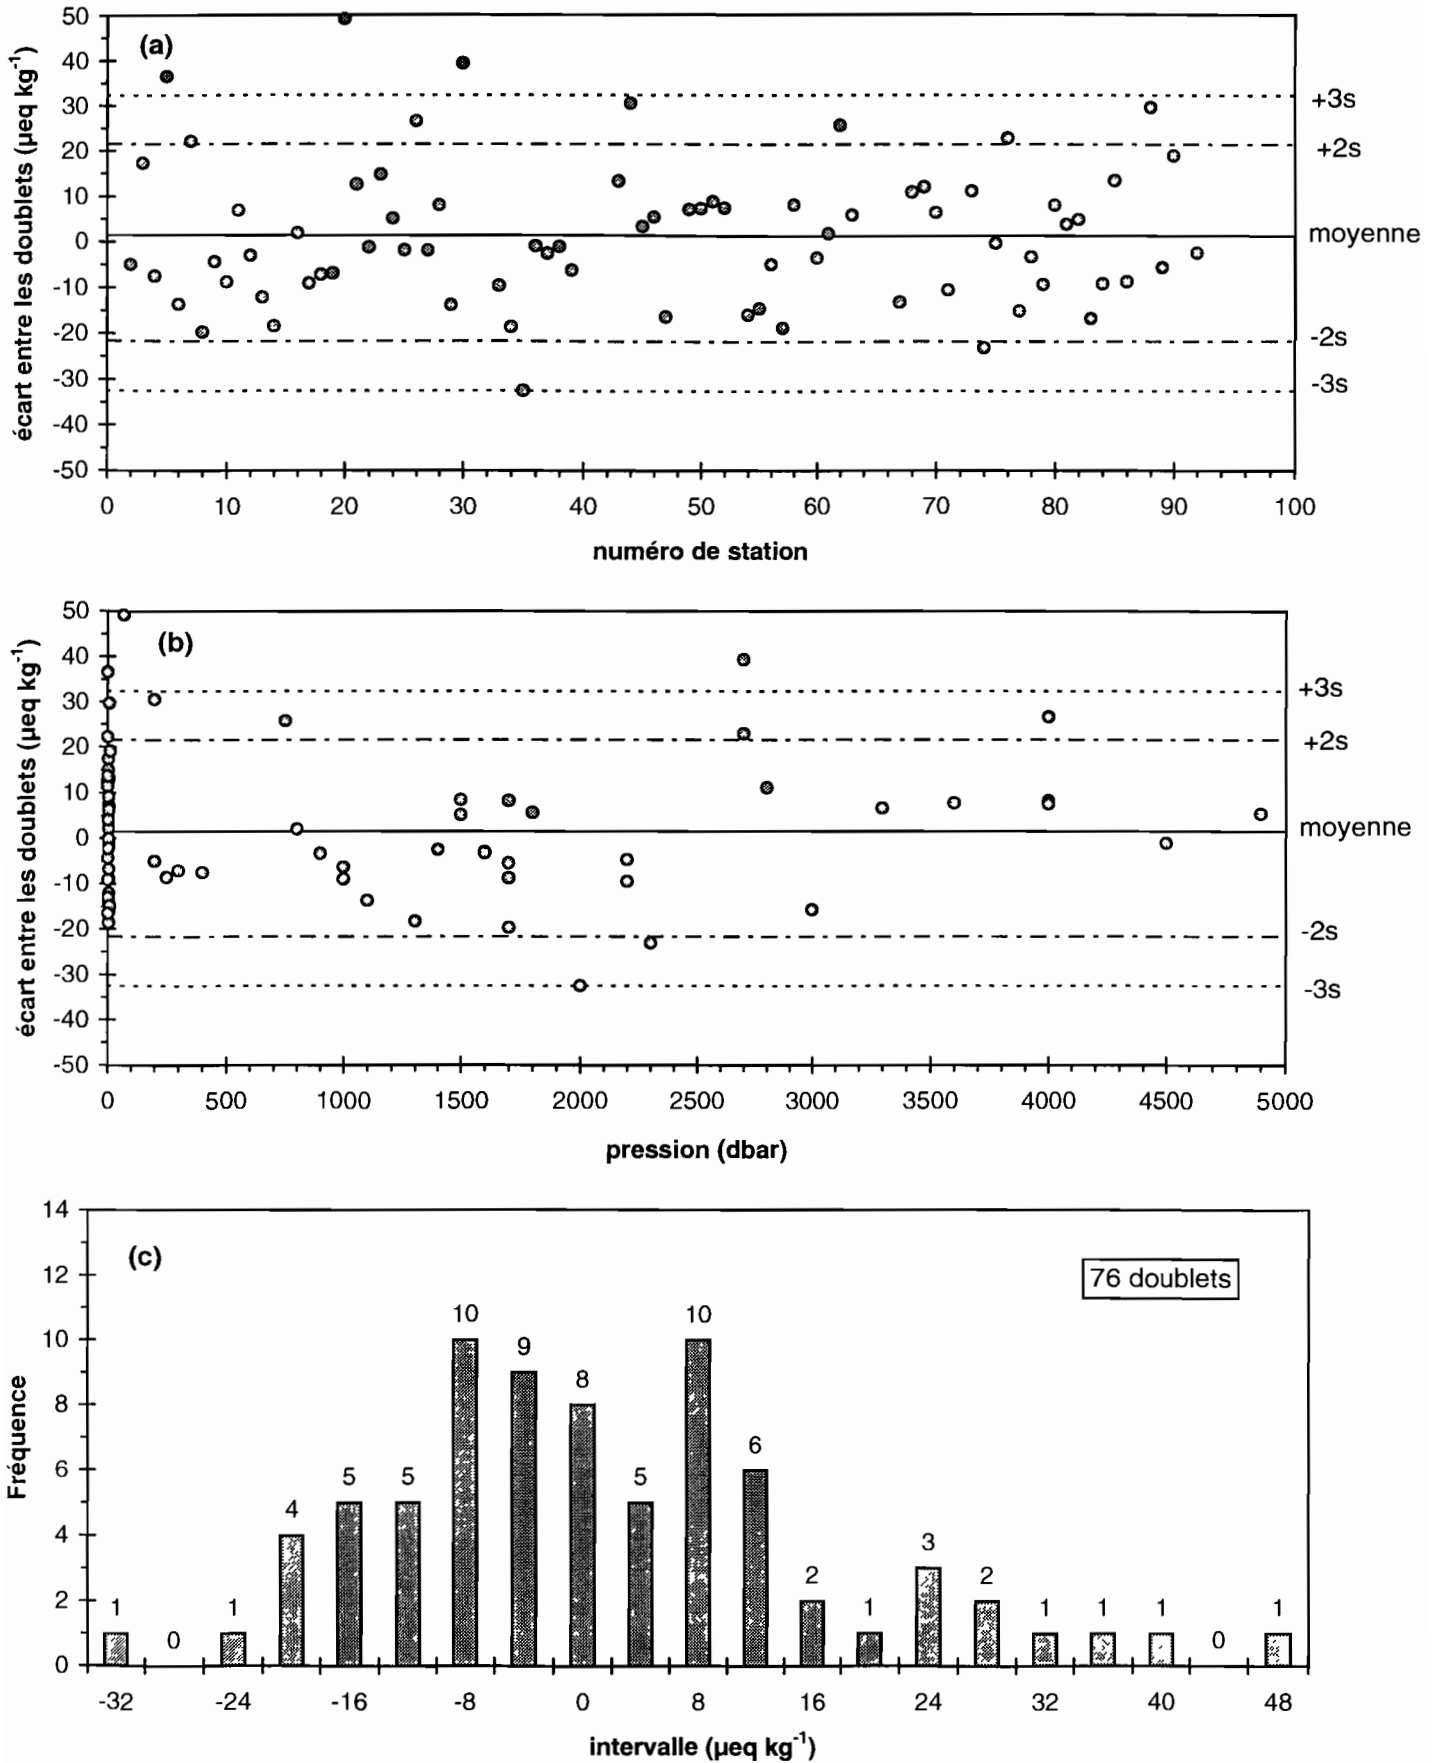 (a)
écart entre les doublets (µeq kg-1)
50
40
30
20
10
0
-10
-20
-30
-40
-50
+3s
+2s
moyenne
-2s
-3s
0 10 20 30 40 50 60 70 80 90 100
numéro de station
(b)
écart entre les doublets (µeq kg-1)
50
40
30
20
10
0
-10
-20
-30
-40
-50
+3s
+2s
moyenne
-2s
-3s
0 500 1000 1500 2000 2500 3000 3500 4000 4500 5000
pression (dbar)
(c)
76 doublets
Fréquence
14
12
10
8
6
4
2
0
1 0 1 4 5 5 10 9 8 5 10 6 2 1 3 2 1 1 1 0 1
-32 -24 -16 -8 0 8 16 24 32 40 48
intervalle (µeq kg-1)